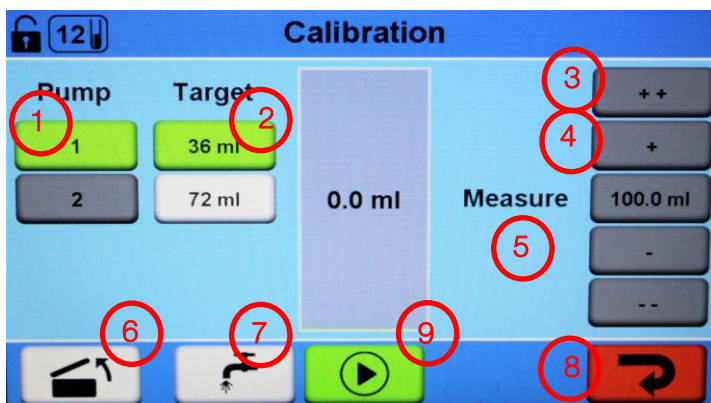 12 Calibration
Pump Target 3 ++
1 1 36 ml 2 4 +
2 72 ml 0.0 ml Measure 100.0 ml
5 -
6 7 9 --
8